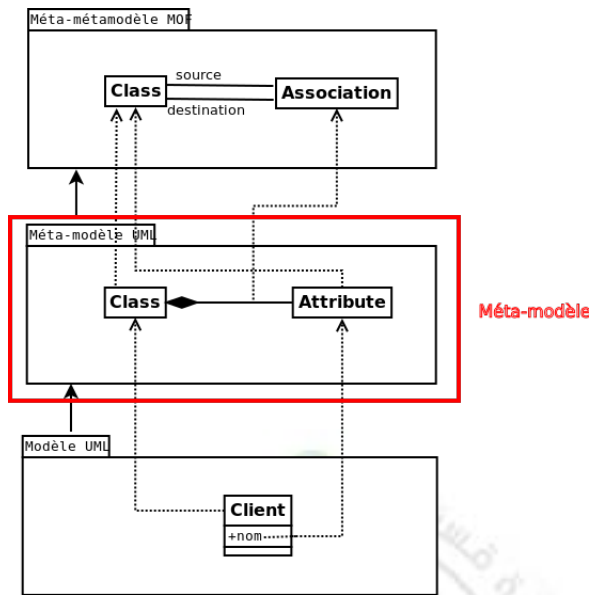 Méta-métamodèle MOF
source
Class
Association
destination
Méta-modèle UML
Class
Attribute
Méta-modèle
Modèle UML
Client
+nom